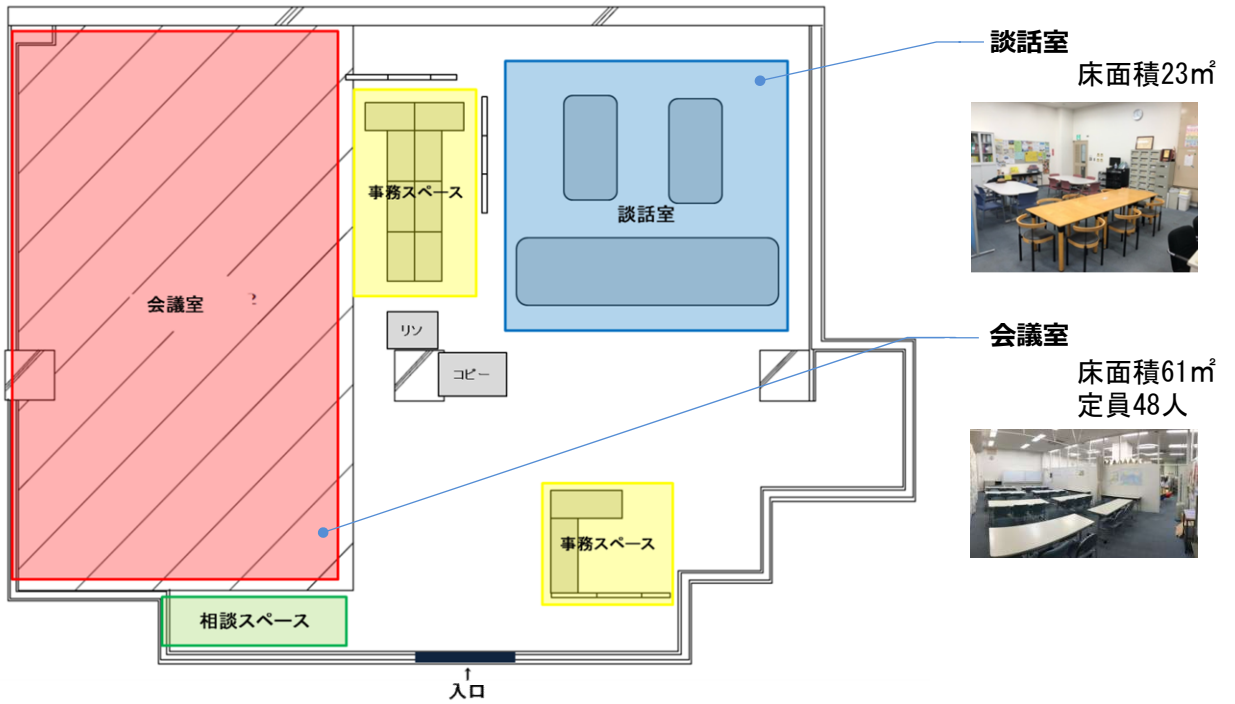 談話室
床面積23㎡
事務スペース
談話室
会議室
リソ
コピー
会議室
床面積61㎡
定員48人
事務スペース
相談スペース
↑
入口